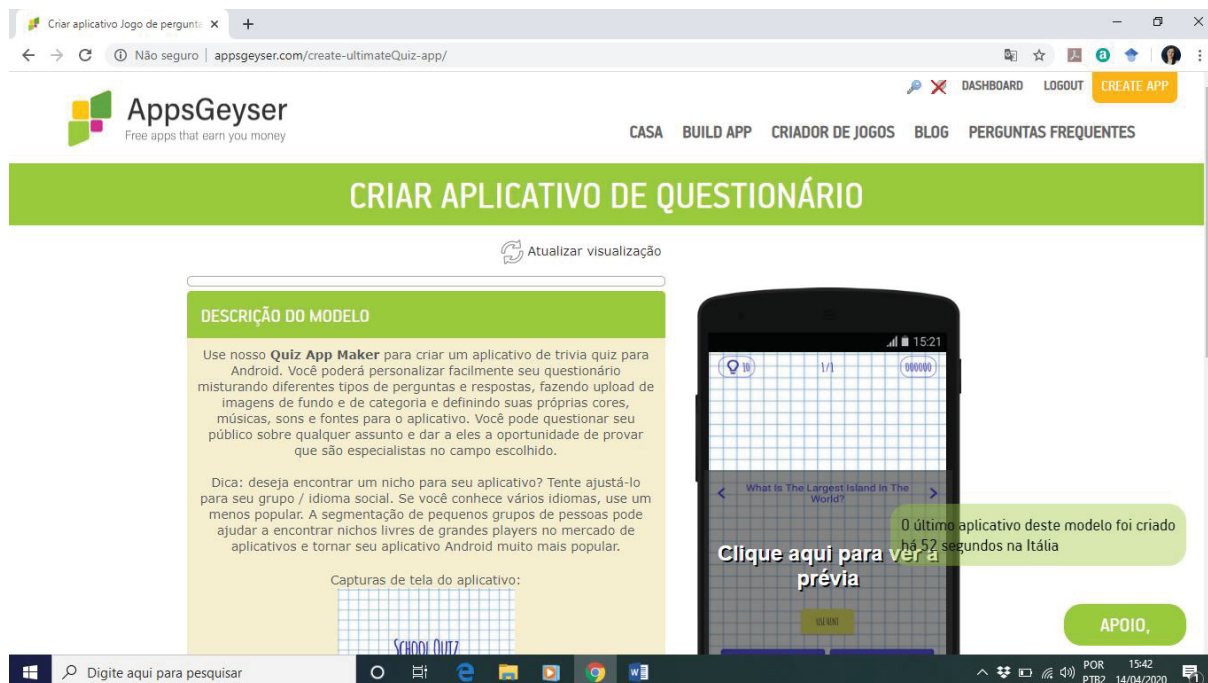 Criar aplicativo Jogo de pergunta
Não seguro | appsgeyser.com/create-ultimateQuiz-app/
AppsGeyser
Free apps that earn you money
DASHBOARD LOGOUT CREATE APP
CASA BUILD APP CRIADOR DE JOGOS BLOG PERGUNTAS FREQUENTES
CRIAR APLICATIVO DE QUESTIONÁRIO
Atualizar visualização
DESCRIÇÃO DO MODELO
Use nosso Quiz App Maker para criar um aplicativo de trivia quiz para
Android. Você poderá personalizar facilmente seu questionário
misturando diferentes tipos de perguntas e respostas, fazendo upload de
imagens de fundo e de categoria e definindo suas próprias cores,
músicas, sons e fontes para o aplicativo. Você pode questionar seu
público sobre qualquer assunto e dar a eles a oportunidade de provar
que são especialistas no campo escolhido.
Dica: deseja encontrar um nicho para seu aplicativo? Tente ajustá-lo
para seu grupo / idioma social. Se você conhece vários idiomas, use um
menos popular. A segmentação de pequenos grupos de pessoas pode
ajudar a encontrar nichos livres de grandes players no mercado de
aplicativos e tornar seu aplicativo Android muito mais popular.
Capturas de tela do aplicativo:
SCHOOL QUIZ
15:21
10 1/1 000000
What Is The Largest Island In The
World?
Clique aqui para ver a
prévia
USE HINT
O último aplicativo deste modelo foi criado
há 52 segundos na Itália
APOIO,
Digite aqui para pesquisar
POR 15:42
PTB2 14/04/2020